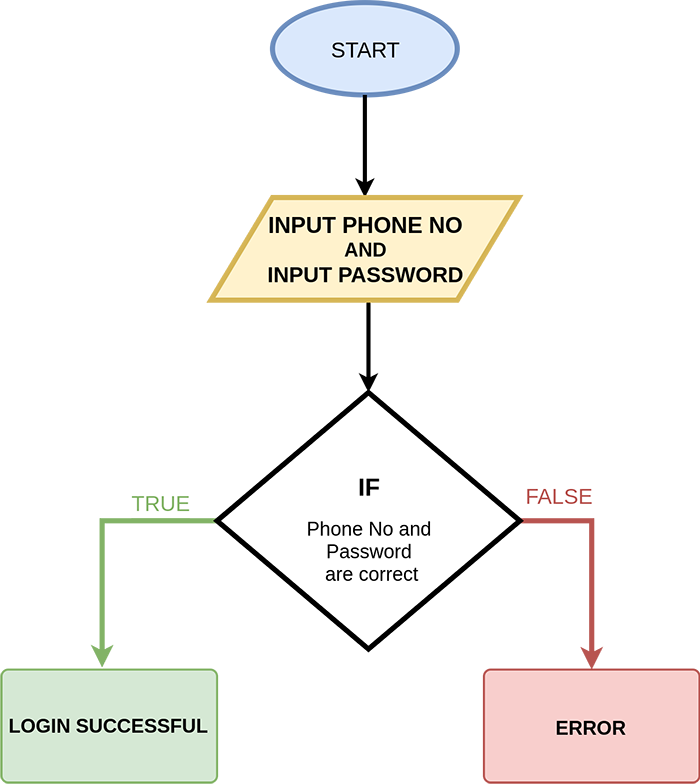 START
INPUT PHONE NO
AND
INPUT PASSWORD
IF
Phone No and
Password
are correct
TRUE
FALSE
LOGIN SUCCESSFUL
ERROR